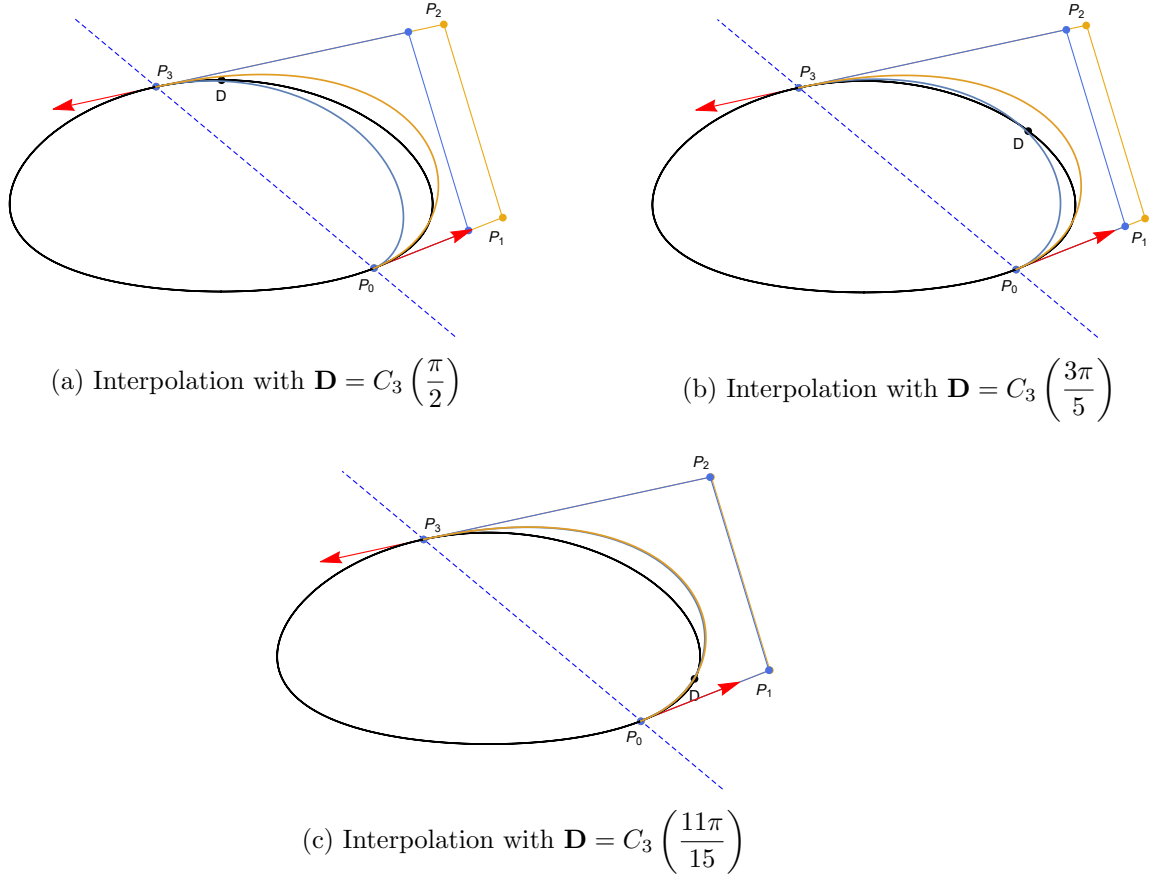 P₂
P₃
D
P₁
P₀
P₂
P₃
D
P₁
P₀
(a) Interpolation with D = C₃ (π/2)
(b) Interpolation with D = C₃ (3π/5)
P₂
P₃
D
P₁
P₀
(c) Interpolation with D = C₃ (11π/15)